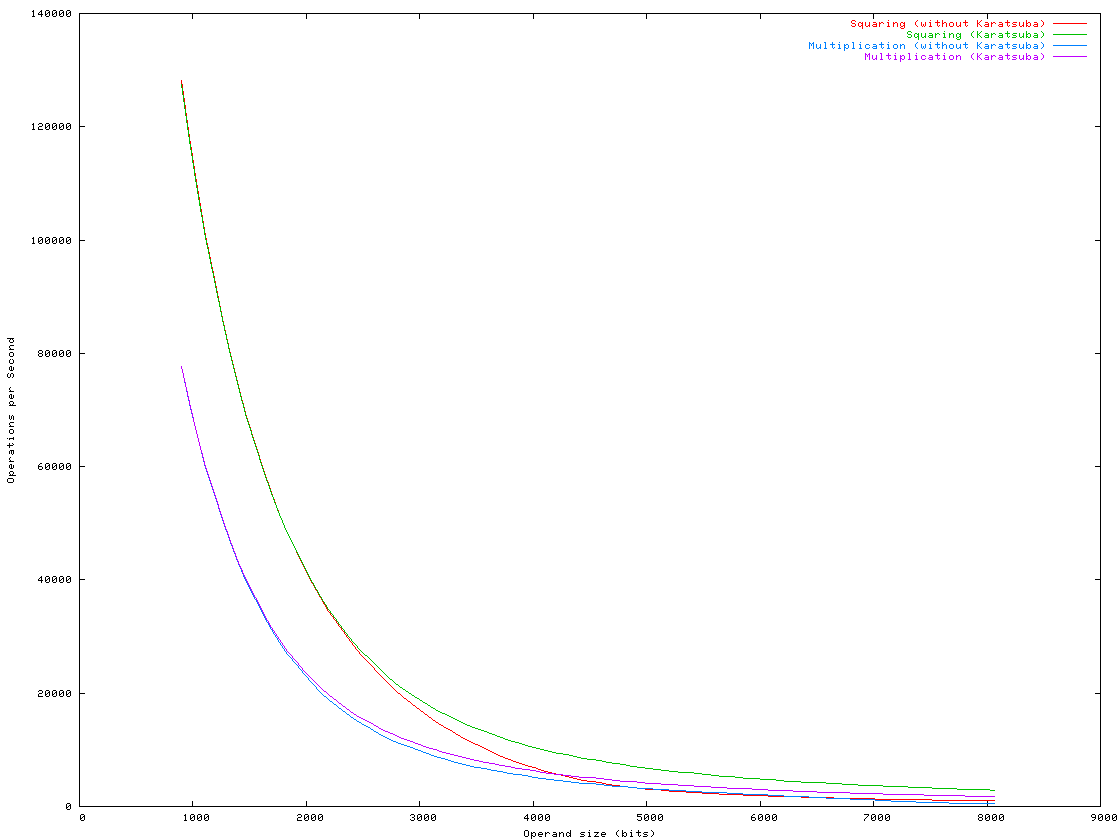 140000
120000
100000
80000
60000
40000
20000
0
Operations per Second
Squaring (without Karatsuba)
Squaring (Karatsuba)
Multiplication (without Karatsuba)
Multiplication (Karatsuba)
0 1000 2000 3000 4000 5000 6000 7000 8000 9000
Operand size (bits)